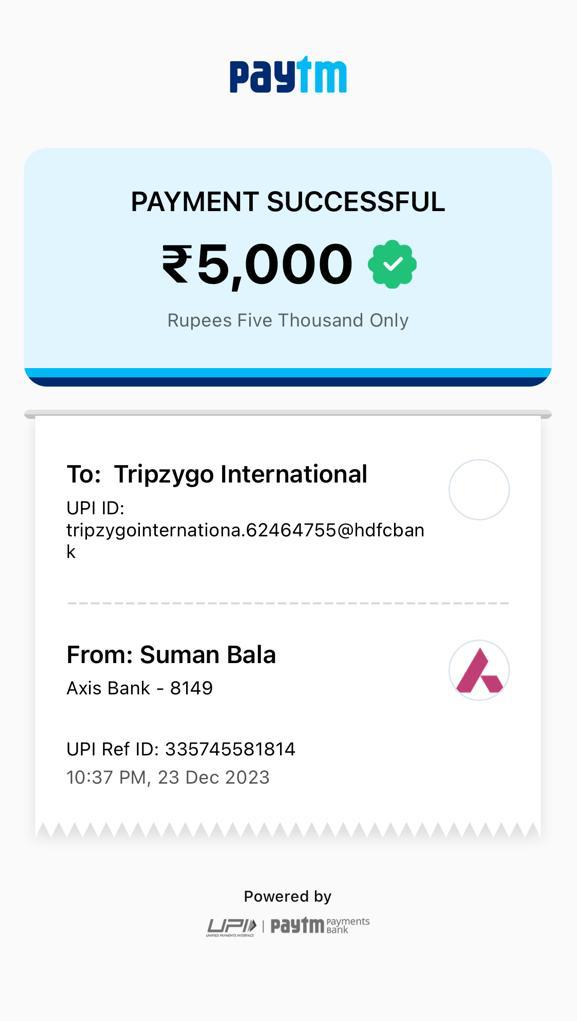 paytm
PAYMENT SUCCESSFUL
₹5,000
Rupees Five Thousand Only
To: Tripzygo International
UPI ID:
tripzygointernationa.62464755@hdfcban
k
From: Suman Bala
Axis Bank - 8149
UPI Ref ID: 335745581814
10:37 PM, 23 Dec 2023
Powered by
UPI | paytm Payments
Bank
UNIFIED PAYMENTS INTERFACE